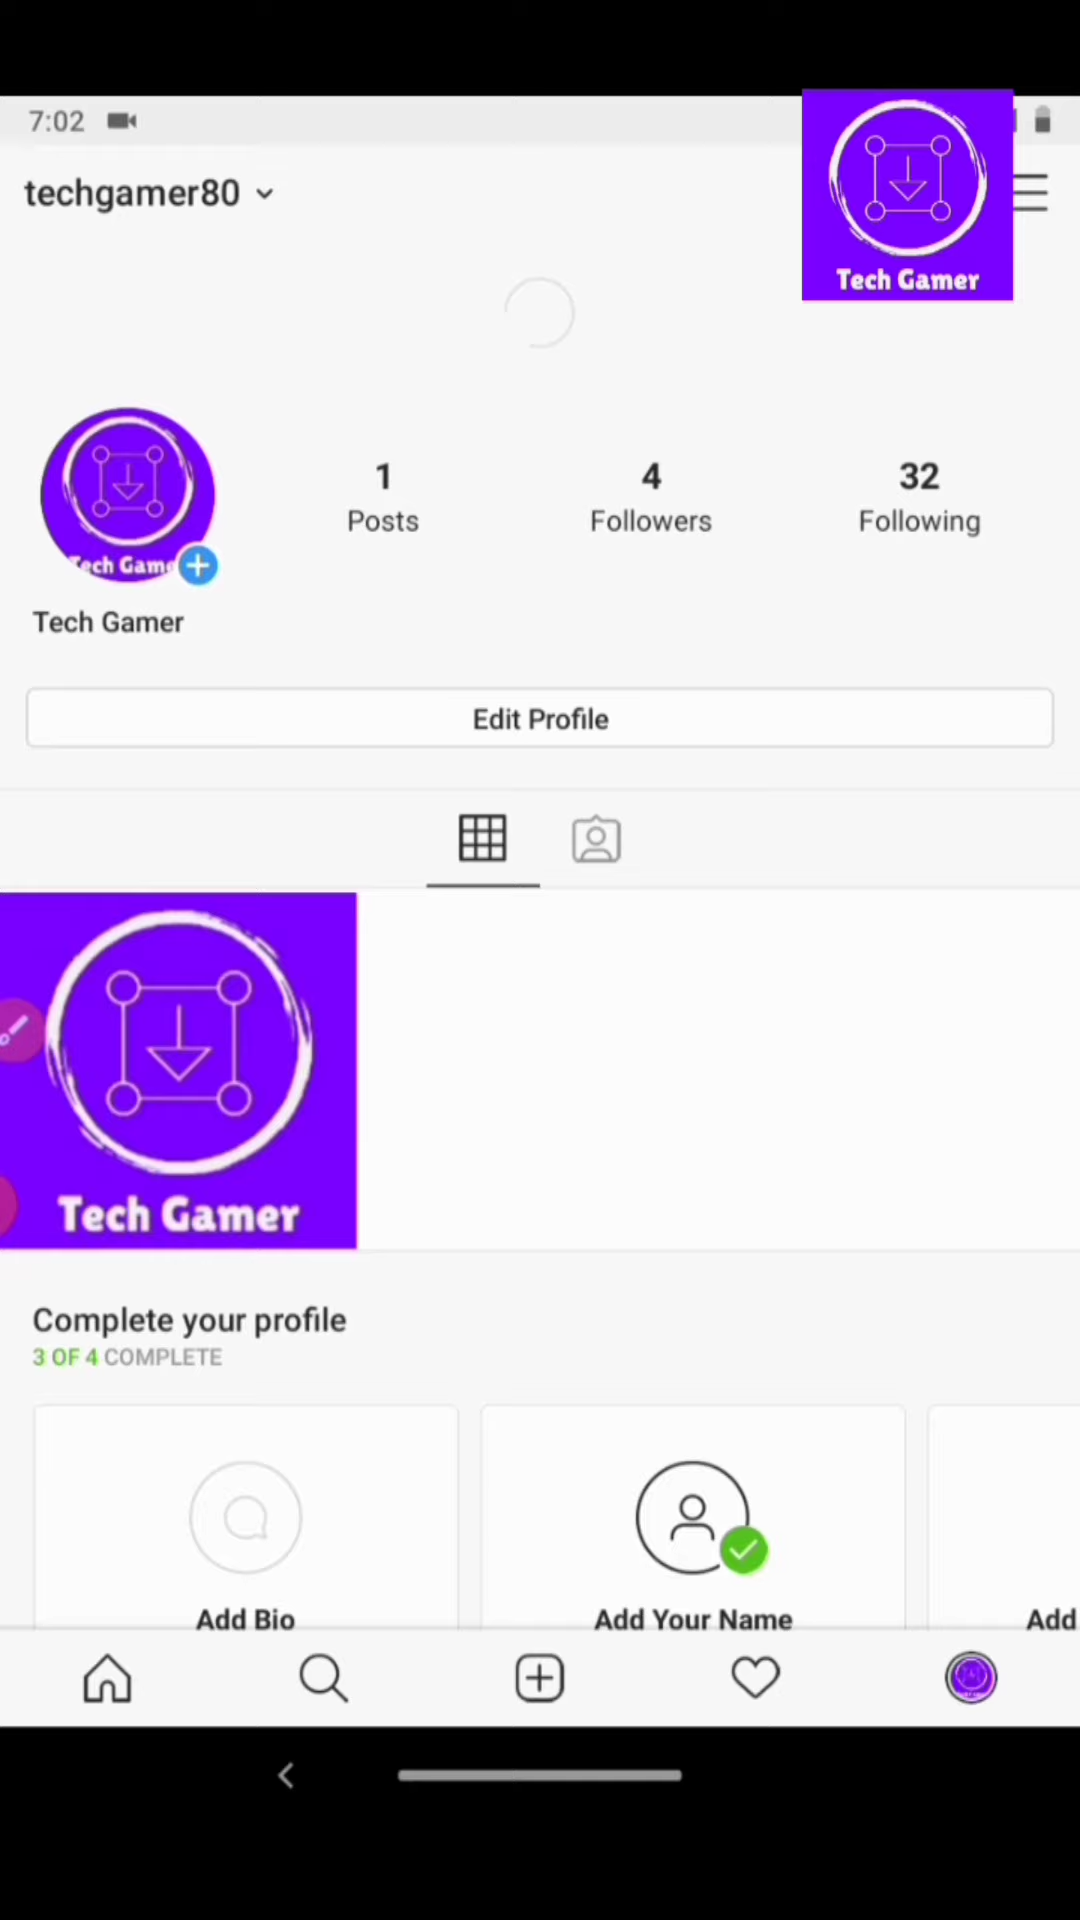 7:02
techgamer80
Tech Gamer
1
Posts
4
Followers
32
Following
Tech Gamer
Edit Profile
Tech Gamer
Complete your profile
3 OF 4 COMPLETE
Add Bio
Add Your Name
Add